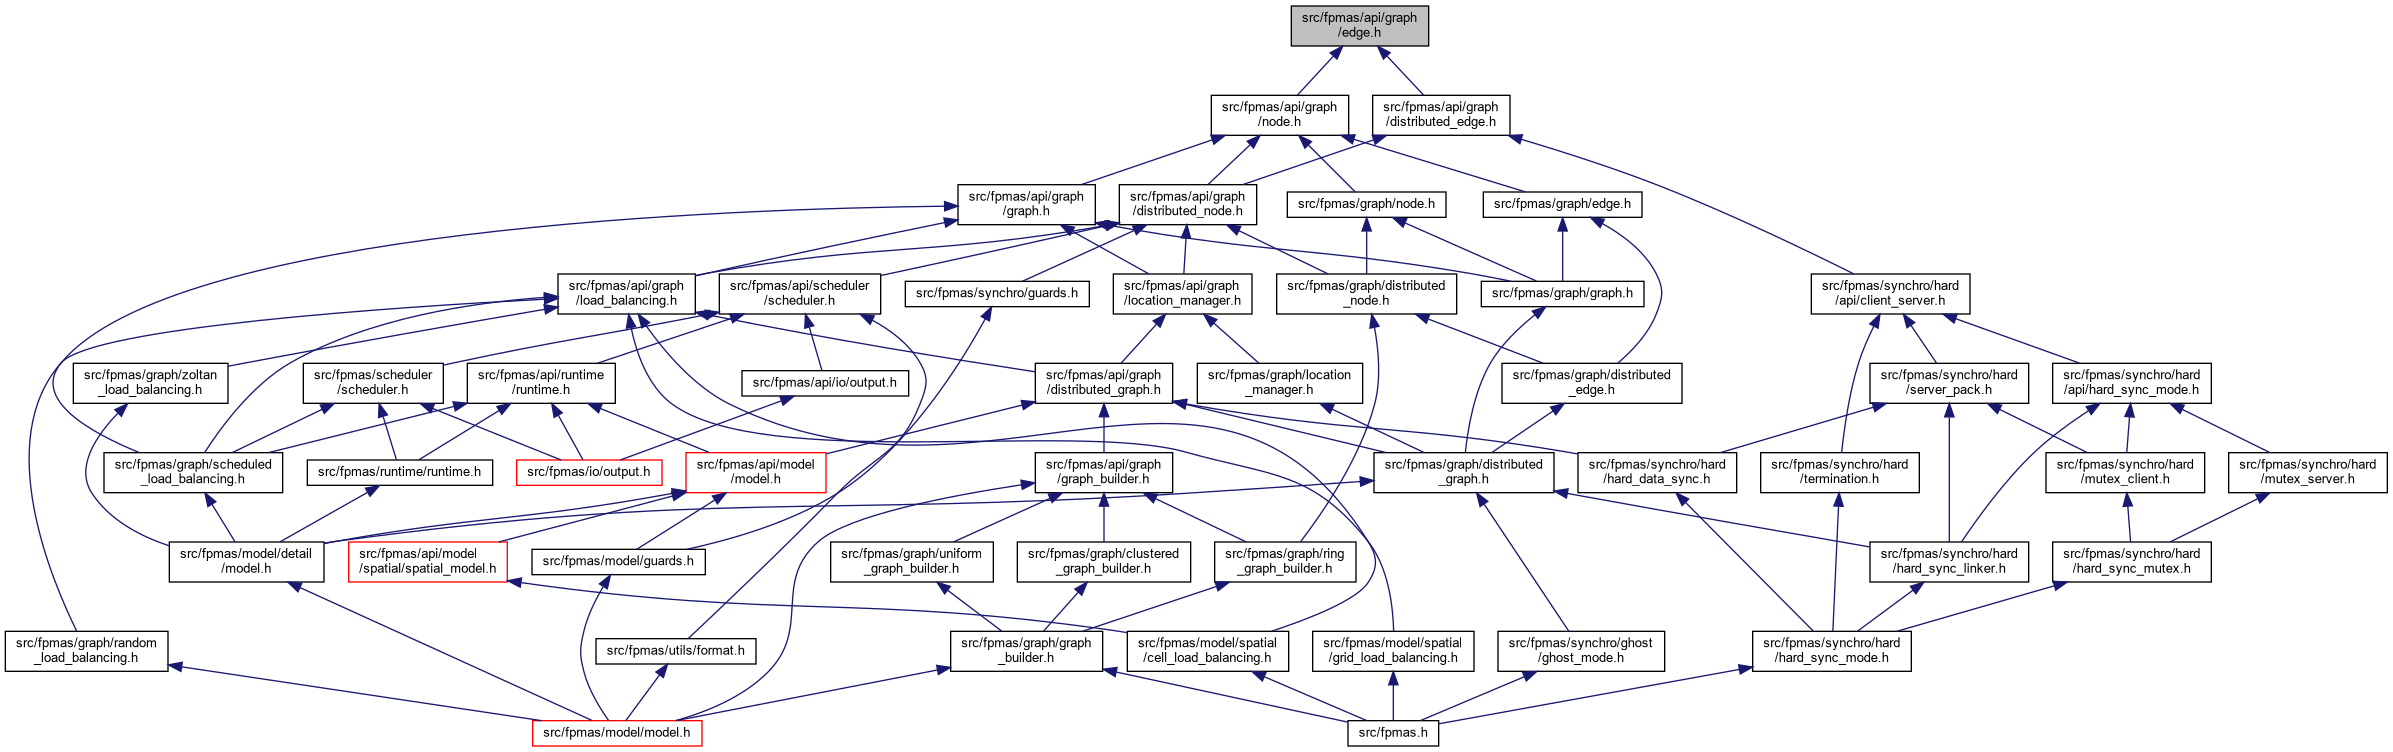 src/fpmas/api/graph
/edge.h
src/fpmas/api/graph
/node.h
src/fpmas/api/graph
/distributed_edge.h
src/fpmas/api/graph
/graph.h
src/fpmas/api/graph
/distributed_node.h
src/fpmas/graph/node.h
src/fpmas/graph/edge.h
src/fpmas/api/graph
/load_balancing.h
src/fpmas/api/scheduler
/scheduler.h
src/fpmas/synchro/guards.h
src/fpmas/api/graph
/location_manager.h
src/fpmas/graph/distributed
_node.h
src/fpmas/graph/graph.h
src/fpmas/synchro/hard
/api/client_server.h
src/fpmas/graph/zoltan
_load_balancing.h
src/fpmas/scheduler
/scheduler.h
src/fpmas/api/runtime
/runtime.h
src/fpmas/api/io/output.h
src/fpmas/api/graph
/distributed_graph.h
src/fpmas/graph/location
_manager.h
src/fpmas/graph/distributed
_edge.h
src/fpmas/synchro/hard
/server_pack.h
src/fpmas/synchro/hard
/api/hard_sync_mode.h
src/fpmas/graph/scheduled
_load_balancing.h
src/fpmas/runtime/runtime.h
src/fpmas/io/output.h
src/fpmas/api/model
/model.h
src/fpmas/api/graph
/graph_builder.h
src/fpmas/graph/distributed
_graph.h
src/fpmas/synchro/hard
/hard_data_sync.h
src/fpmas/synchro/hard
/termination.h
src/fpmas/synchro/hard
/mutex_client.h
src/fpmas/synchro/hard
/mutex_server.h
src/fpmas/model/detail
/model.h
src/fpmas/api/model
/spatial/spatial_model.h
src/fpmas/model/guards.h
src/fpmas/graph/uniform
_graph_builder.h
src/fpmas/graph/clustered
_graph_builder.h
src/fpmas/graph/ring
_graph_builder.h
src/fpmas/synchro/hard
/hard_sync_linker.h
src/fpmas/synchro/hard
/hard_sync_mutex.h
src/fpmas/graph/random
_load_balancing.h
src/fpmas/utils/format.h
src/fpmas/graph/graph
_builder.h
src/fpmas/model/spatial
/cell_load_balancing.h
src/fpmas/model/spatial
/grid_load_balancing.h
src/fpmas/synchro/ghost
/ghost_mode.h
src/fpmas/synchro/hard
/hard_sync_mode.h
src/fpmas/model/model.h
src/fpmas.h